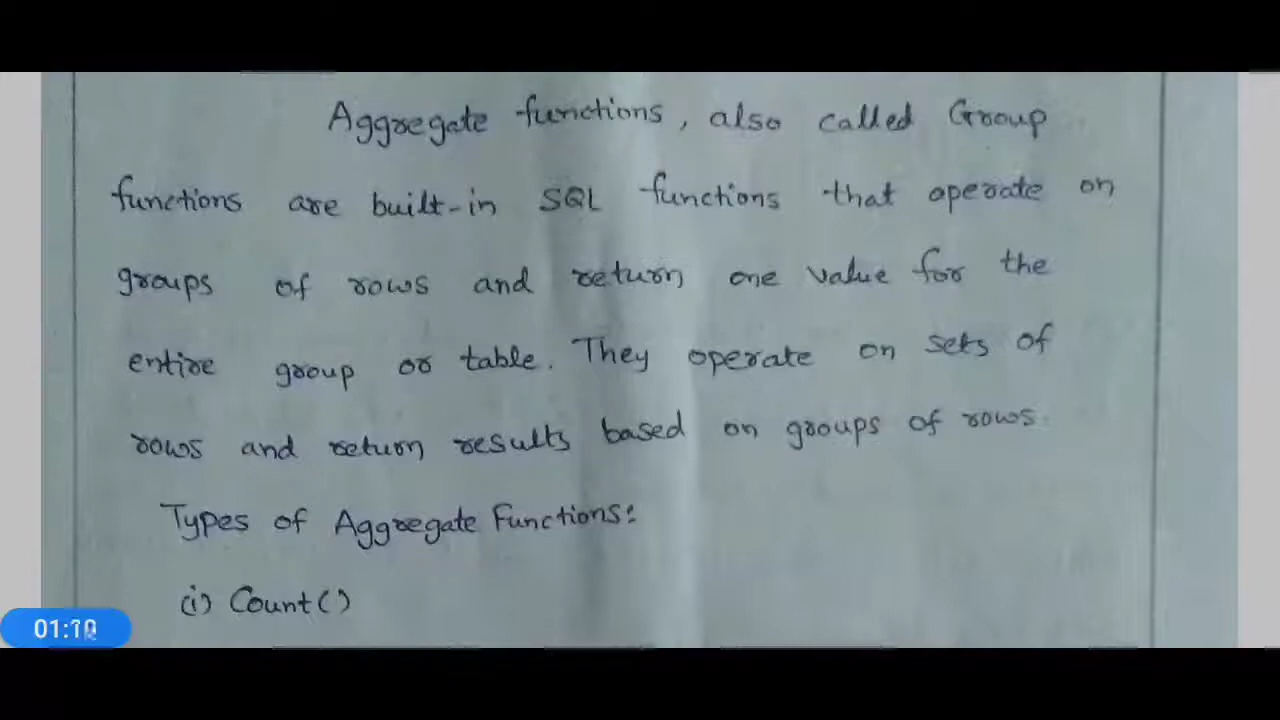 Aggregate functions, also called Group
functions are built-in SQL functions that operate on
groups of rows and return one value for the
entire group or table. They operate on sets of
rows and return results based on groups of rows.
Types of Aggregate Functions:
(i) Count()